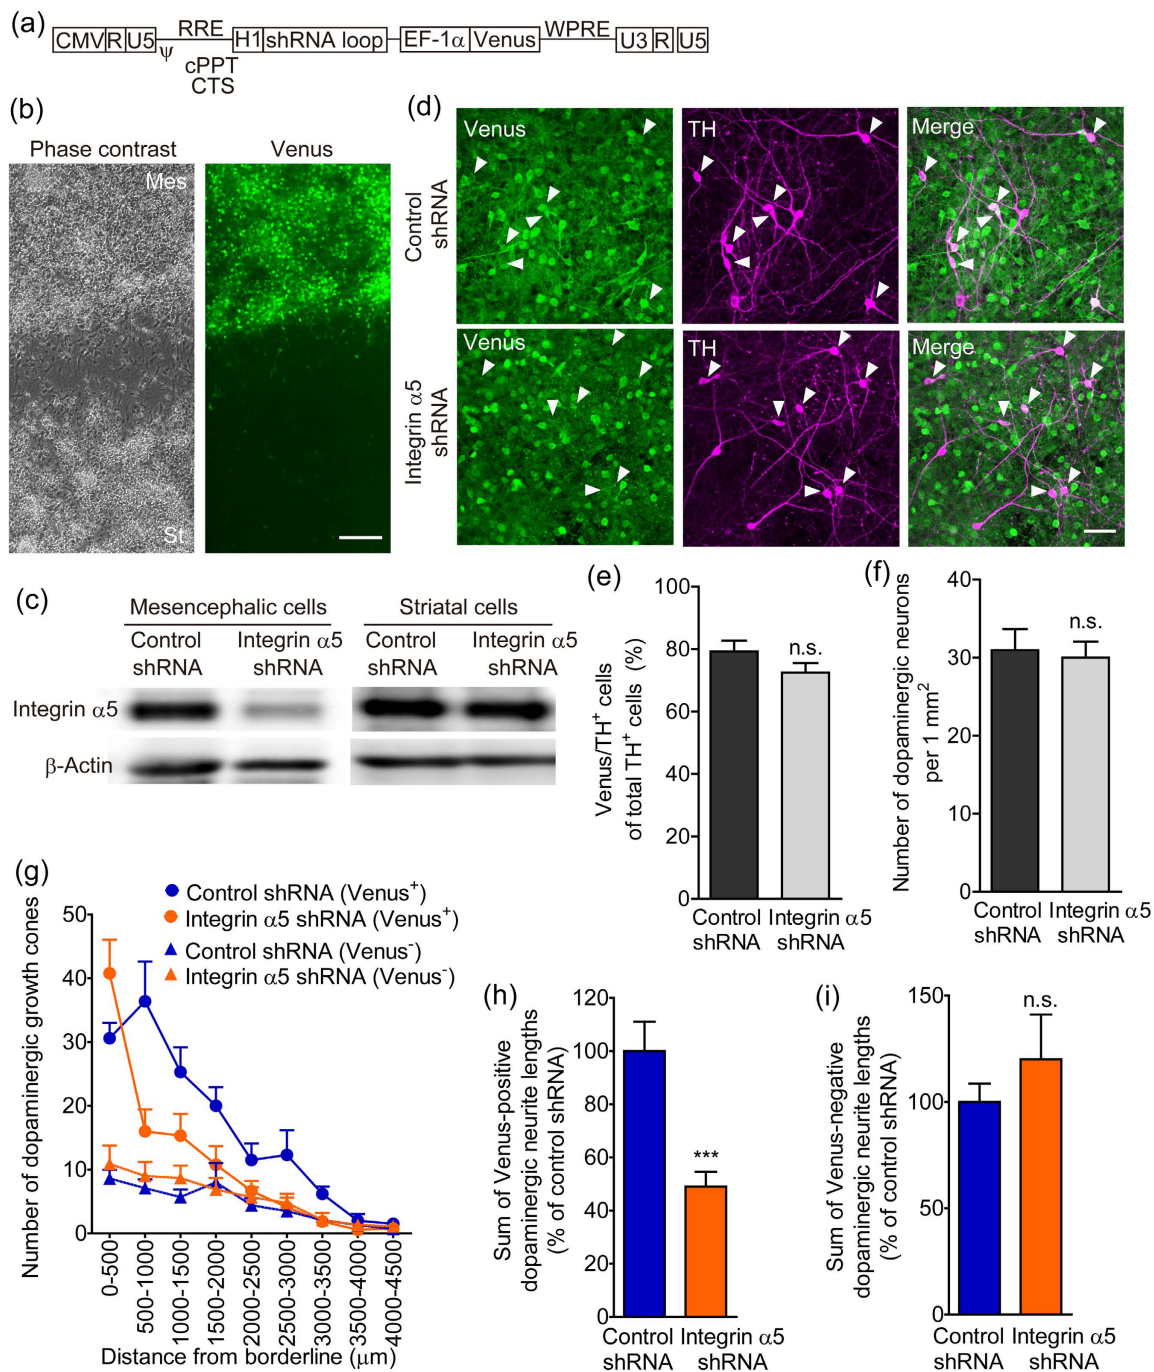 (a)
CMV R U5 RRE H1 shRNA loop EF-1α Venus WPRE U3 R U5
ψ cPPT
CTS
(b)
Phase contrast Venus
Mes
St
(c)
Mesencephalic cells Striatal cells
Control shRNA Integrin α5 shRNA Control shRNA Integrin α5 shRNA
Integrin α5
β-Actin
(d)
Control shRNA
Venus TH Merge
Integrin α5 shRNA
Venus TH Merge
(e)
Venus/TH⁺ cells
of total TH⁺ cells (%)
100
80
60
40
20
0
n.s.
Control shRNA Integrin α5 shRNA
(f)
Number of dopaminergic neurons
per 1 mm²
40
30
20
10
0
n.s.
Control shRNA Integrin α5 shRNA
(g)
Control shRNA (Venus⁺)
Integrin α5 shRNA (Venus⁺)
Control shRNA (Venus⁻)
Integrin α5 shRNA (Venus⁻)
Number of dopaminergic growth cones
50
40
30
20
10
0
0-500
500-1000
1000-1500
1500-2000
2000-2500
2500-3000
3000-3500
3500-4000
4000-4500
Distance from borderline (μm)
(h)
Sum of Venus-positive
dopaminergic neurite lengths
(% of control shRNA)
120
100
80
60
40
20
0
***
Control shRNA Integrin α5 shRNA
(i)
Sum of Venus-negative
dopaminergic neurite lengths
(% of control shRNA)
150
100
50
0
n.s.
Control shRNA Integrin α5 shRNA